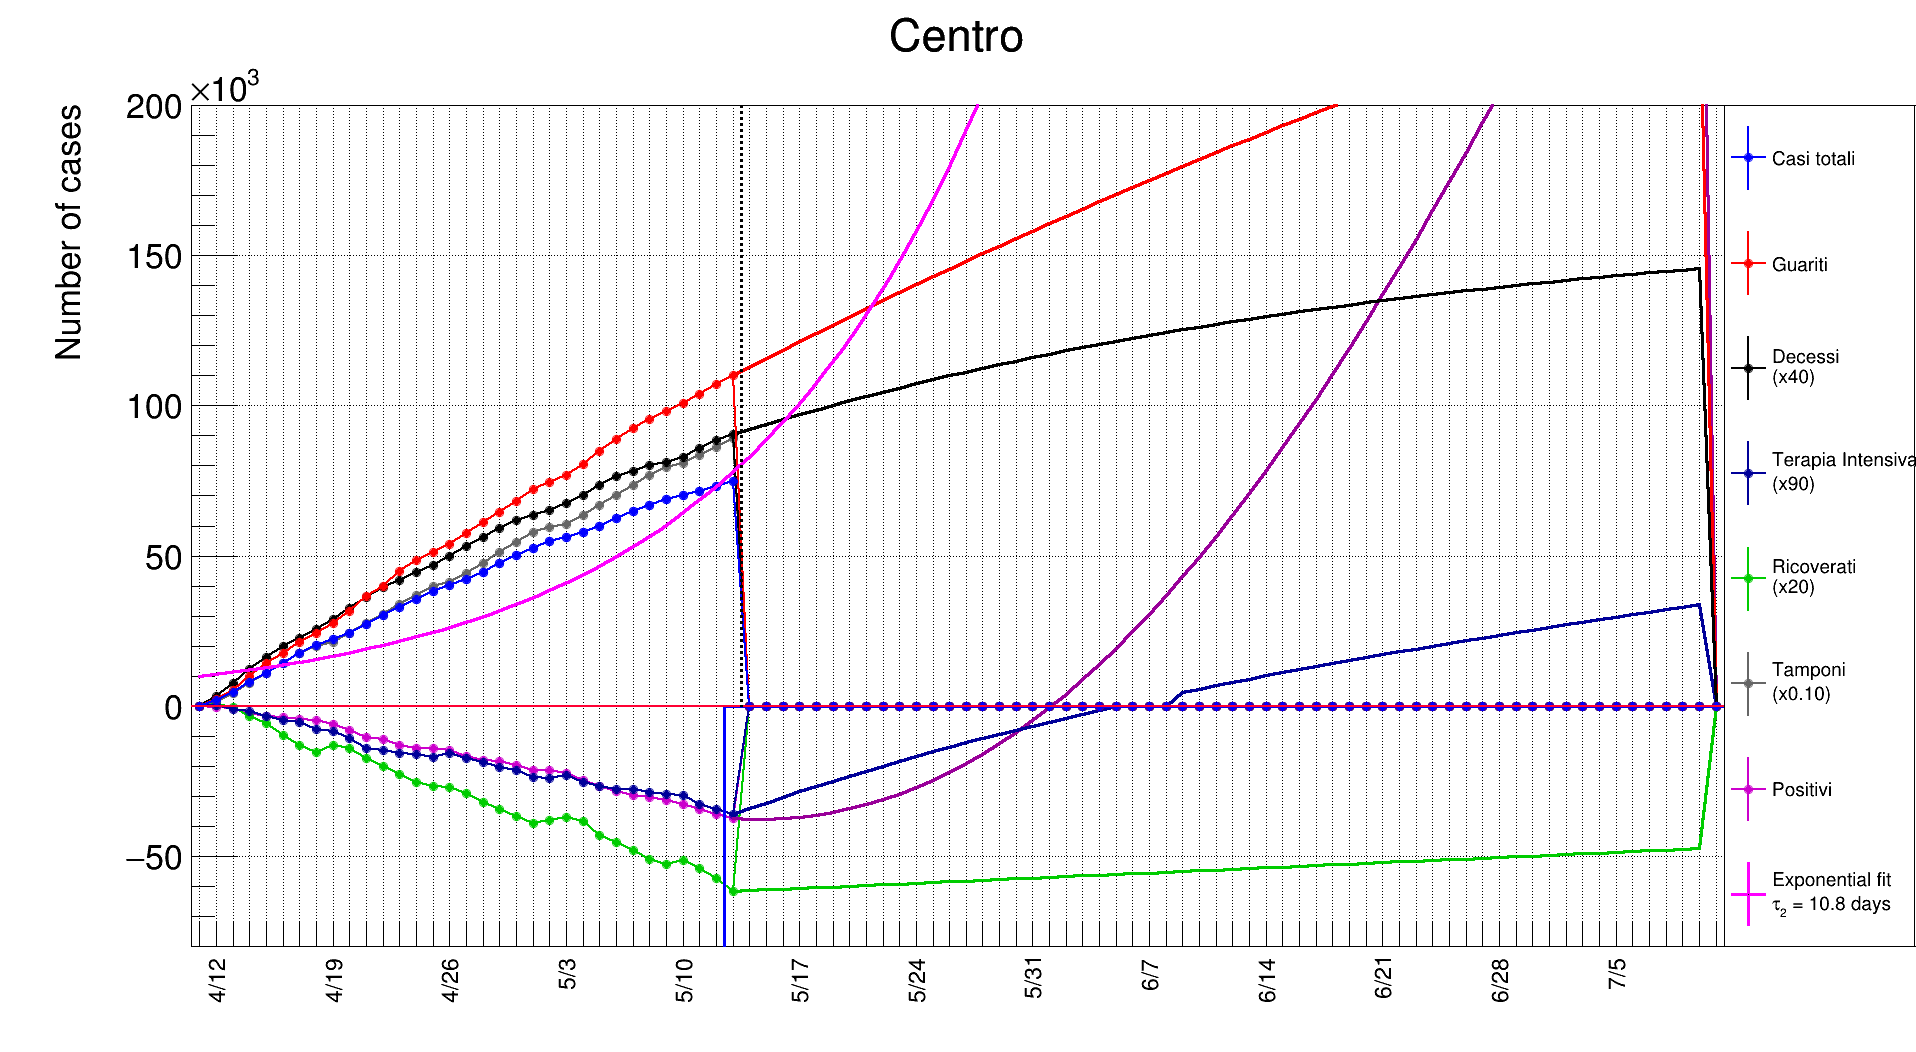 Centro
×10³
Number of cases
200
150
100
50
0
−50
4/12
4/19
4/26
5/3
5/10
5/17
5/24
5/31
6/7
6/14
6/21
6/28
7/5
Casi totali
Guariti
Decessi
(x40)
Terapia Intensiva
(x90)
Ricoverati
(x20)
Tamponi
(x0.10)
Positivi
Exponential fit
τ₂ = 10.8 days